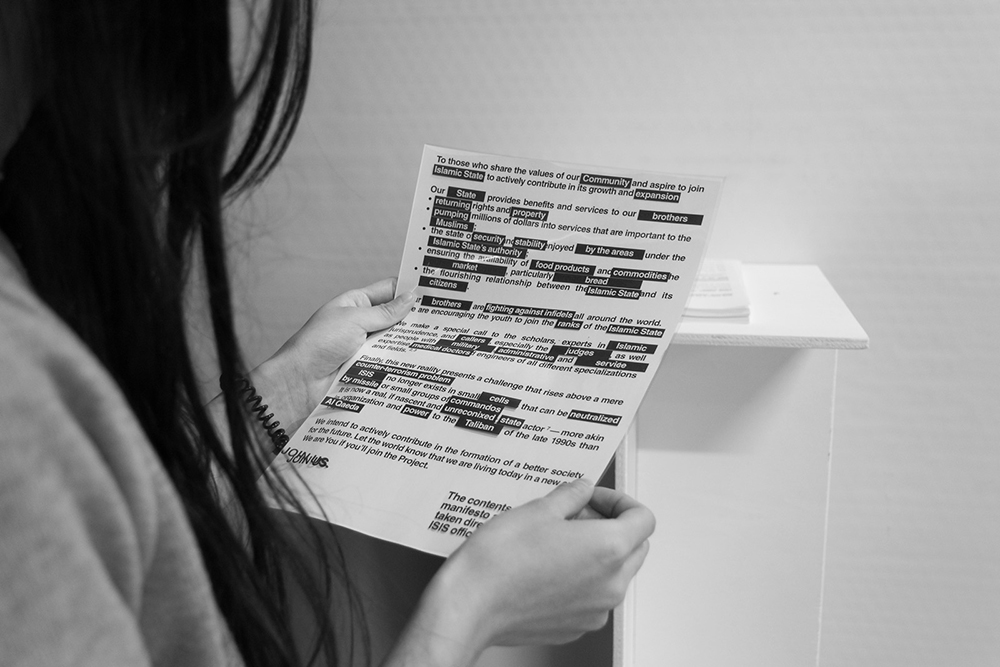 To those who share the values of our Community and aspire to join
Islamic State to actively contribute in its growth and expansion
Our State provides benefits and services to our brothers
• returning rights and property
• pumping millions of dollars into services that are important to the
Muslims
• the state of security stability enjoyed by the areas under the
Islamic State's authority
• ensuring the availability of food products and commodities
market, particularly bread
• the flourishing relationship between the Islamic State and its
citizens
brothers are fighting against infidels all around the world.
are encouraging the youth to join the ranks of the Islamic State
We make a special call to the scholars, experts in Islamic
jurisprudence, and callers, especially the judges as well
as people with military administrative and service
expertise, medical doctors, engineers of all different specializations
and fields.
Finally, this new reality presents a challenge that rises above a mere
counter-terrorism problem
ISIS no longer exists in small cells that can be neutralized
by missile or small groups of commandos
It is now a real, if nascent and unreconized state actor — more akin
organization and power to the Taliban of the late 1990s than
Al Qaeda
We intend to actively contribute in the formation of a better society
for the future. Let the world know that we are living today in a new
We are You if you'll join the Project.
JOIN US.
The contents
manifesto
taken
ISIS